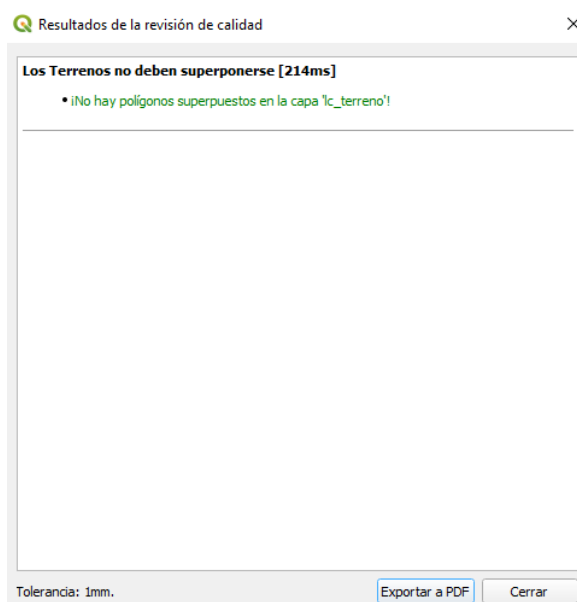 Resultados de la revisión de calidad
Los Terrenos no deben superponerse [214ms]
• ¡No hay polígonos superpuestos en la capa 'lc_terreno'!
Tolerancia: 1mm.
Exportar a PDF
Cerrar